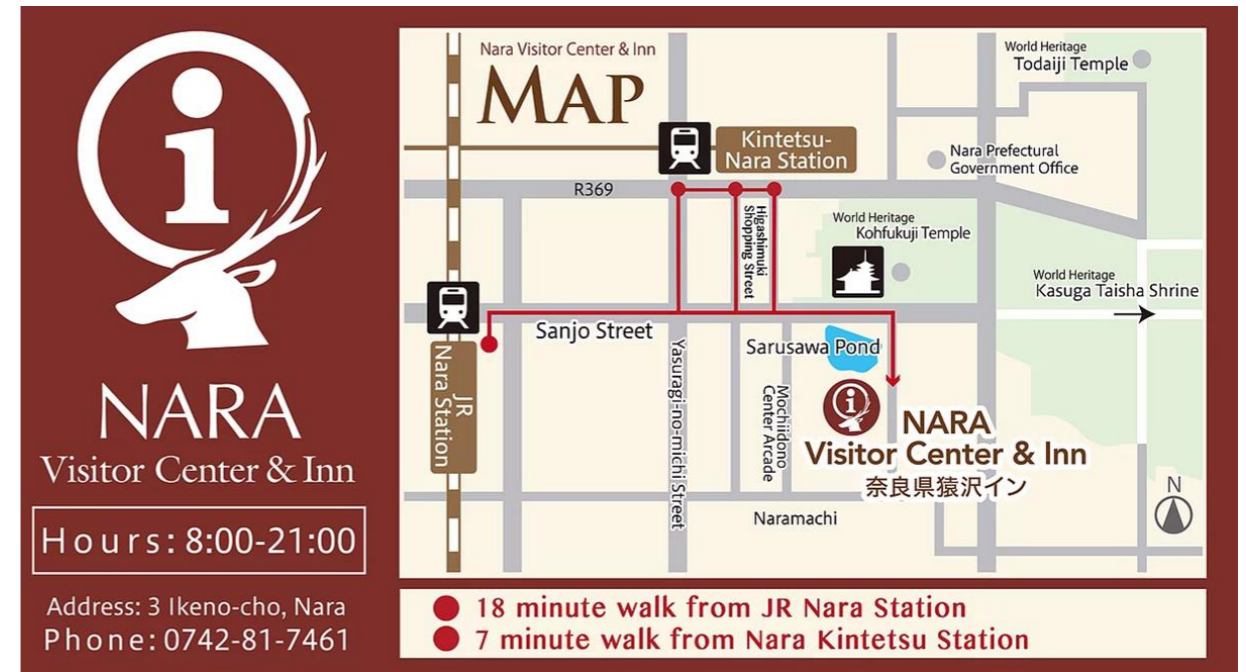 i
NARA
Visitor Center & Inn
Hours: 8:00-21:00
Address: 3 Ikeno-cho, Nara
Phone: 0742-81-7461
Nara Visitor Center & Inn
MAP
Kintetsu-
Nara Station
R369
World Heritage
Todaiji Temple
Nara Prefectural
Government Office
Higashimuki
Shopping Street
World Heritage
Kohfukuji Temple
World Heritage
Kasuga Taisha Shrine
JR
Nara Station
Sanjo Street
Yasuragi-no-michi Street
Sarusawa Pond
Mochiidono
Center Arcade
i
NARA
Visitor Center & Inn
奈良県猿沢イン
Naramachi
N
18 minute walk from JR Nara Station
7 minute walk from Nara Kintetsu Station